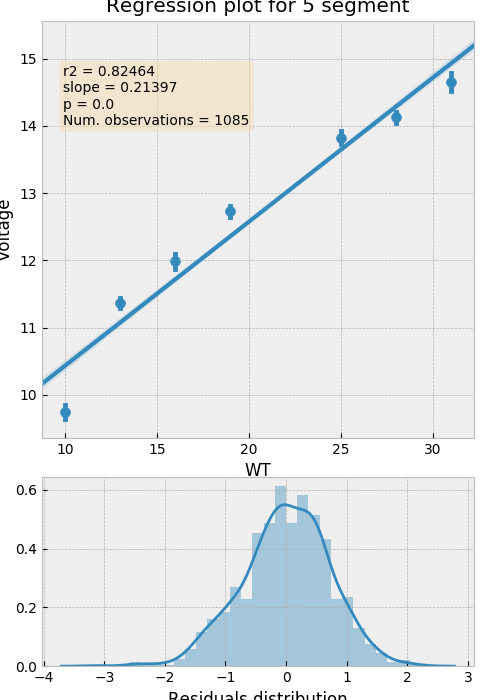 Regression plot for 5 segment
15
r2 = 0.82464
slope = 0.21397
p = 0.0
Num. observations = 1085
14
13
12
11
10
Voltage
10 15 20 25 30
WT
0.6
0.4
0.2
0.0
−4 −3 −2 −1 0 1 2 3
Residuals distribution